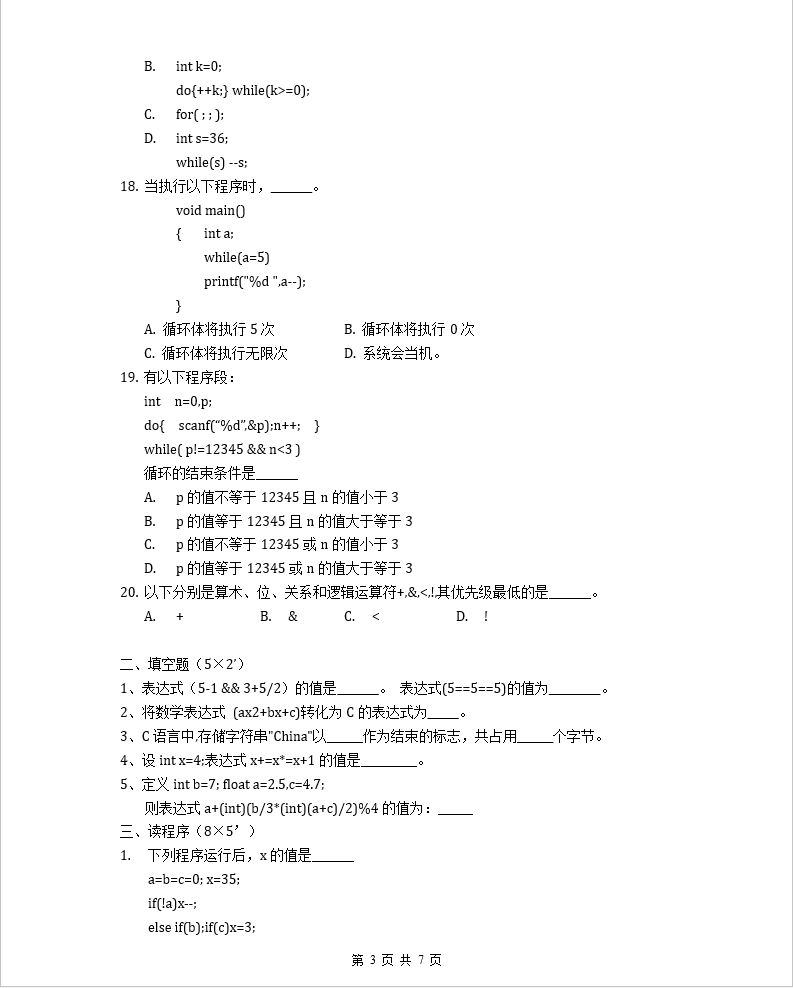 B. int k=0;
do{++k;} while(k>=0);
C. for( ; ; );
D. int s=36;
while(s) --s;
18. 当执行以下程序时，______。
void main()
{ int a;
while(a=5)
printf("%d ",a--);
}
A. 循环体将执行 5 次 B. 循环体将执行 0 次
C. 循环体将执行无限次 D. 系统会当机。
19. 有以下程序段：
int n=0,p;
do{ scanf(“%d”,&p);n++; }
while( p!=12345 && n<3 )
循环的结束条件是______
A. p 的值不等于 12345 且 n 的值小于 3
B. p 的值等于 12345 且 n 的值大于等于 3
C. p 的值不等于 12345 或 n 的值小于 3
D. p 的值等于 12345 或 n 的值大于等于 3
20. 以下分别是算术、位、关系和逻辑运算符+,&,<,!,其优先级最低的是______。
A. + B. & C. < D. !
二、填空题（5×2’）
1、表达式（5-1 && 3+5/2）的值是______。 表达式(5==5==5)的值为_______。
2、将数学表达式 (ax2+bx+c)转化为 C 的表达式为____。
3、C 语言中,存储字符串"China"以_____作为结束的标志，共占用_____个字节。
4、设 int x=4;表达式 x+=x*=x+1 的值是________。
5、定义 int b=7; float a=2.5,c=4.7;
则表达式 a+(int)(b/3*(int)(a+c)/2)%4 的值为：_____
三、读程序（8×5’）
1. 下列程序运行后，x 的值是______
a=b=c=0; x=35;
if(!a)x--;
else if(b);if(c)x=3;
第 3 页 共 7 页